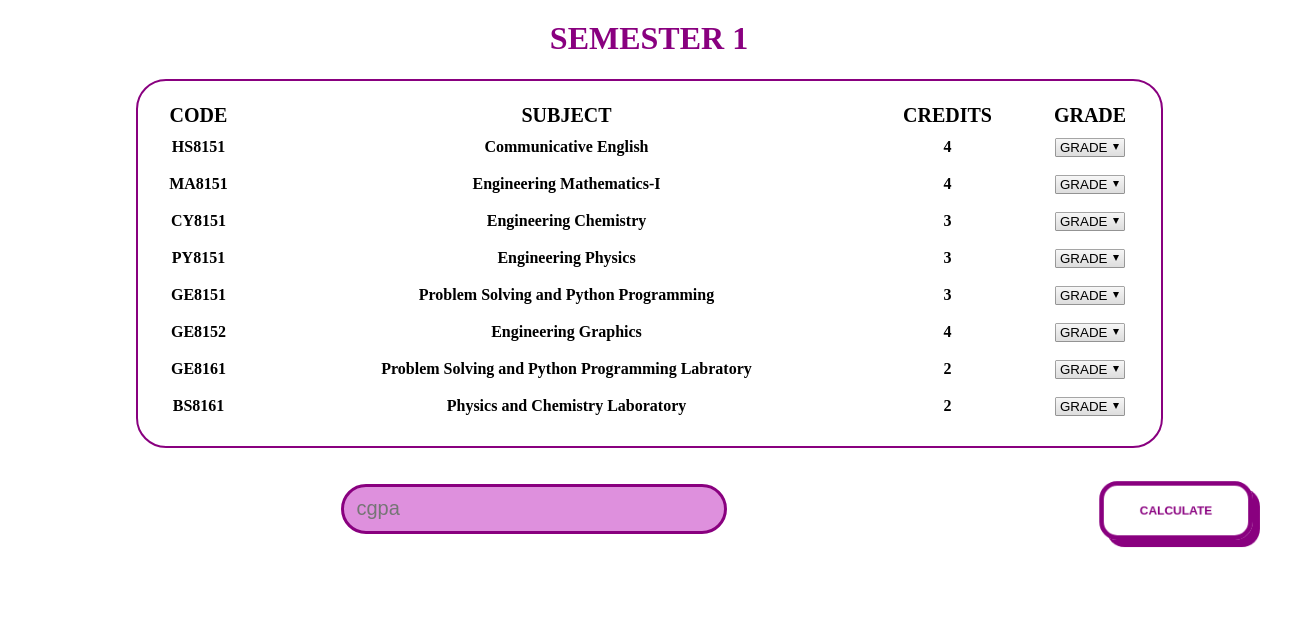 SEMESTER 1
CODE SUBJECT CREDITS GRADE
HS8151 Communicative English 4 GRADE
MA8151 Engineering Mathematics-I 4 GRADE
CY8151 Engineering Chemistry 3 GRADE
PY8151 Engineering Physics 3 GRADE
GE8151 Problem Solving and Python Programming 3 GRADE
GE8152 Engineering Graphics 4 GRADE
GE8161 Problem Solving and Python Programming Labratory 2 GRADE
BS8161 Physics and Chemistry Laboratory 2 GRADE
cgpa CALCULATE